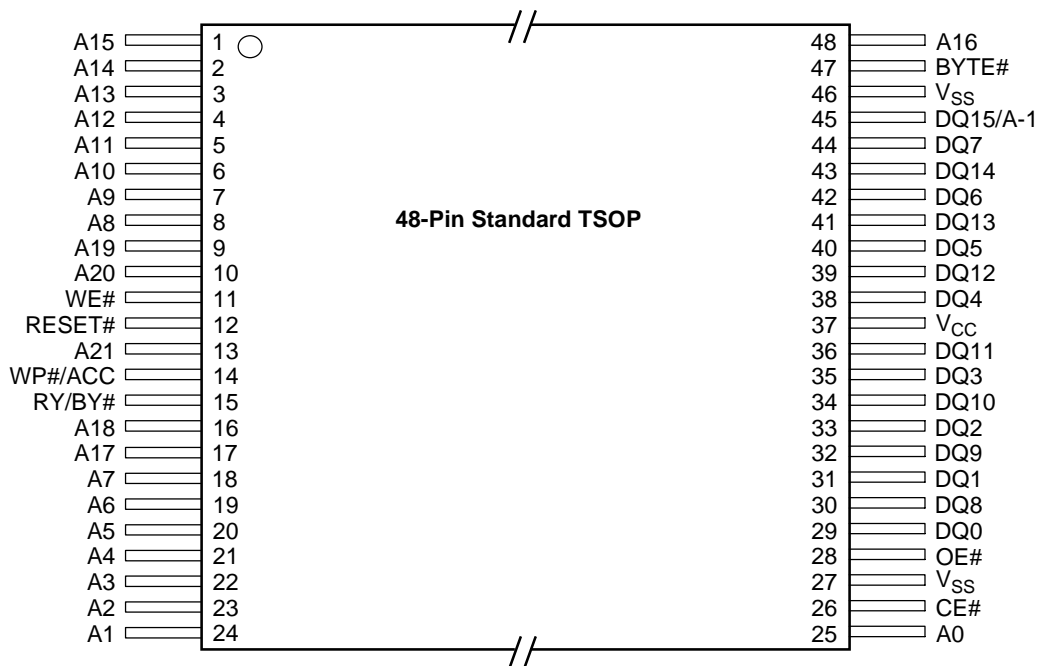 A15 1 48 A16
A14 2 47 BYTE#
A13 3 46 VSS
A12 4 45 DQ15/A-1
A11 5 44 DQ7
A10 6 43 DQ14
A9 7 42 DQ6
A8 8 48-Pin Standard TSOP 41 DQ13
A19 9 40 DQ5
A20 10 39 DQ12
WE# 11 38 DQ4
RESET# 12 37 VCC
A21 13 36 DQ11
WP#/ACC 14 35 DQ3
RY/BY# 15 34 DQ10
A18 16 33 DQ2
A17 17 32 DQ9
A7 18 31 DQ1
A6 19 30 DQ8
A5 20 29 DQ0
A4 21 28 OE#
A3 22 27 VSS
A2 23 26 CE#
A1 24 25 A0